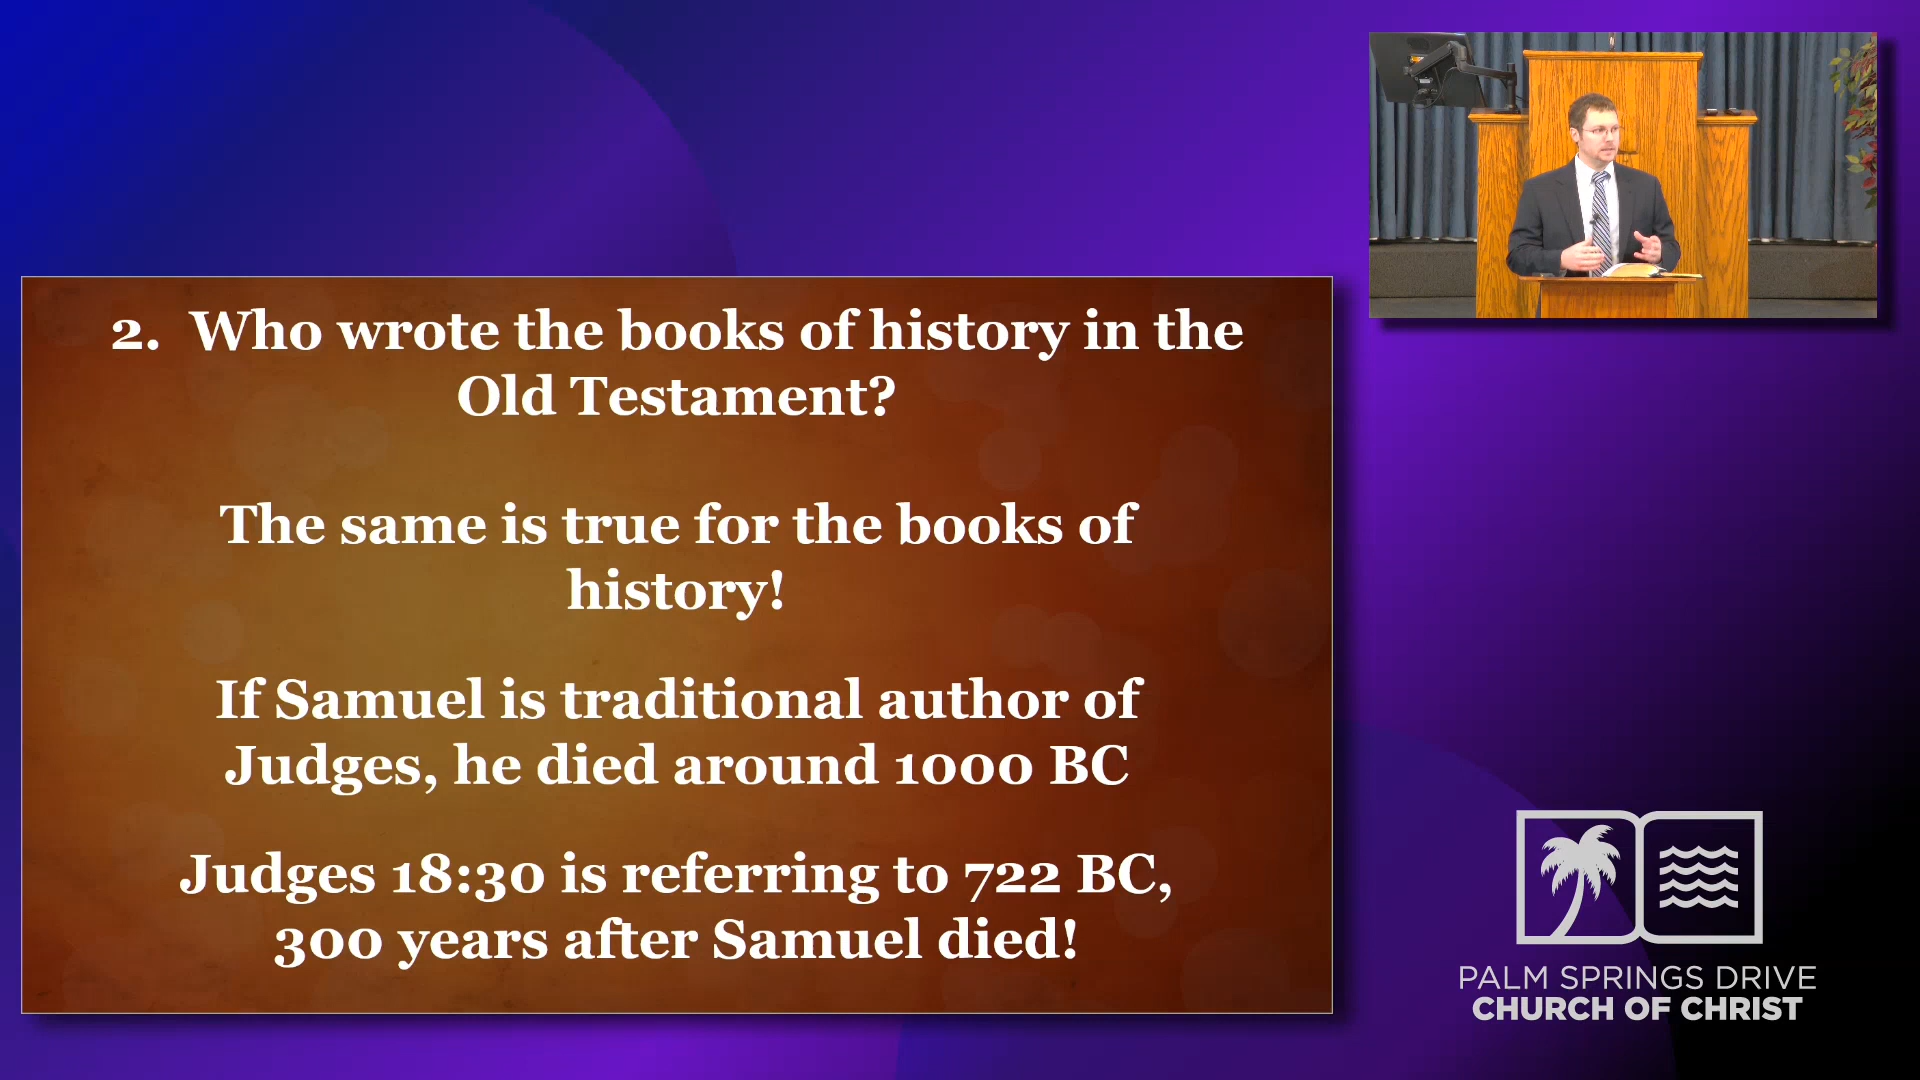 2. Who wrote the books of history in the
Old Testament?
The same is true for the books of
history!
If Samuel is traditional author of
Judges, he died around 1000 BC
Judges 18:30 is referring to 722 BC,
300 years after Samuel died!
PALM SPRINGS DRIVE
CHURCH OF CHRIST